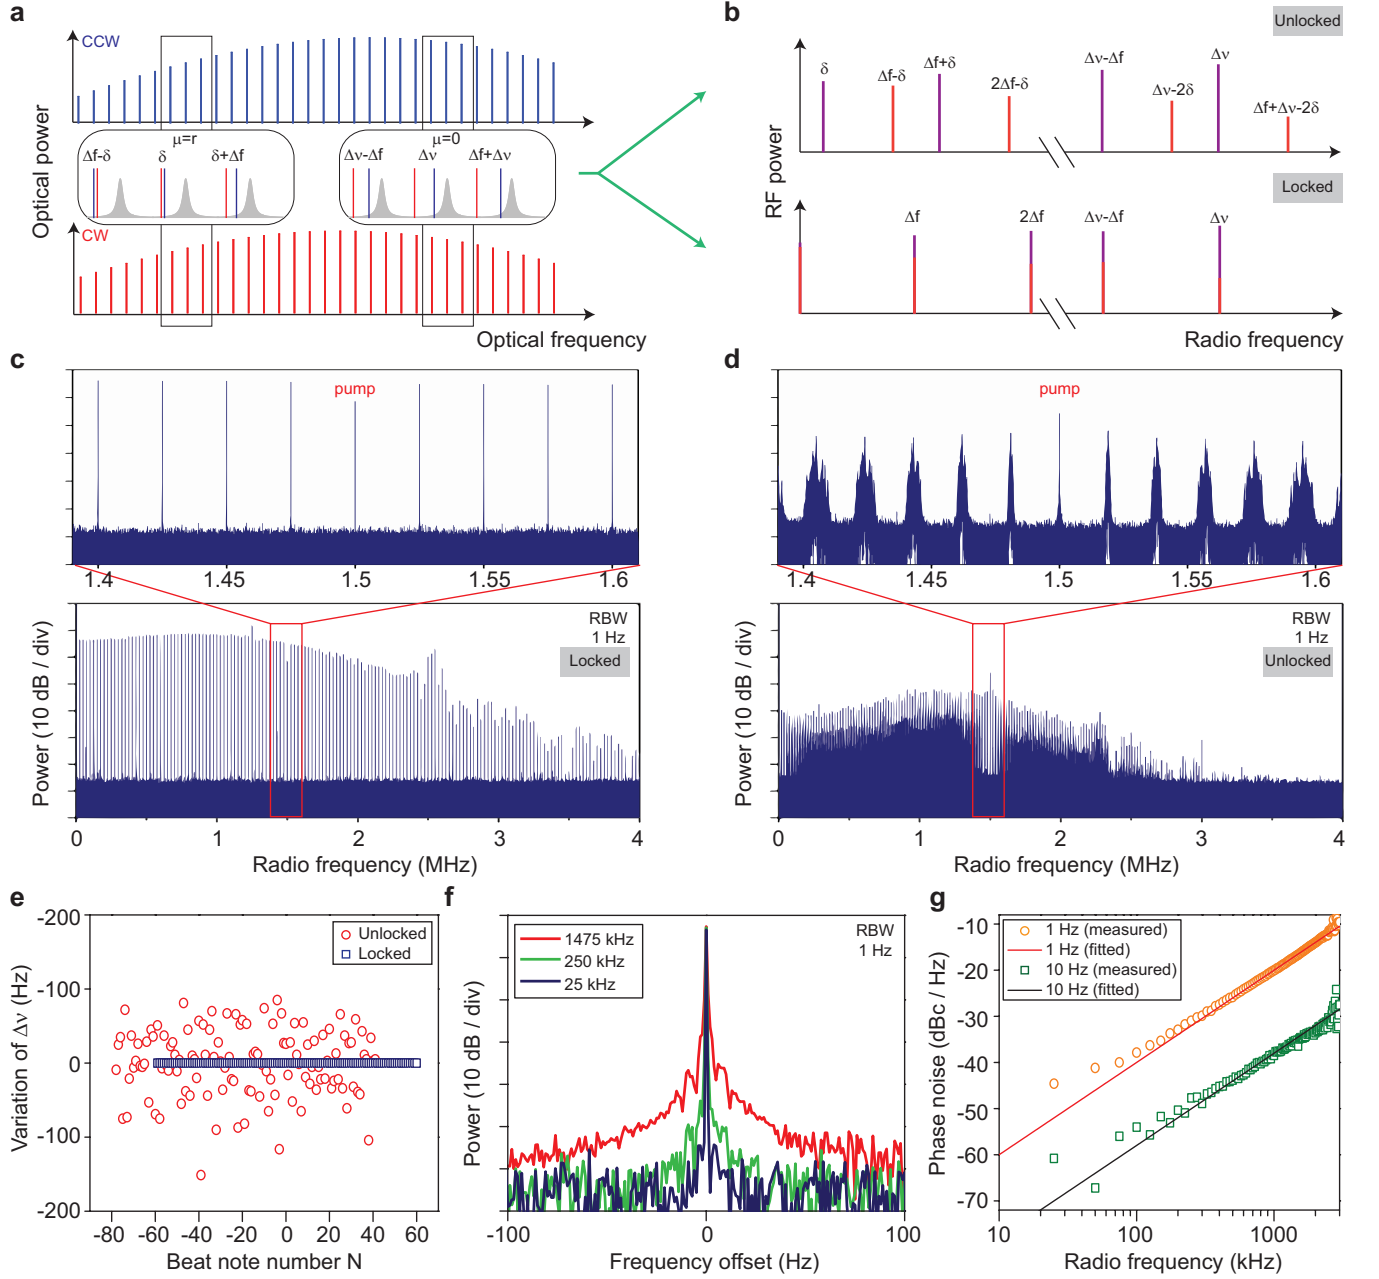 a
CCW
Optical power
μ=r
μ=0
Δf-δ
δ
δ+Δf
Δν-Δf
Δν
Δf+Δν
CW
Optical frequency
b
Unlocked
RF power
δ
Δf-δ
Δf+δ
2Δf-δ
Δν-Δf
Δν-2δ
Δν
Δf+Δν-2δ
Locked
Δf
2Δf
Δν-Δf
Δν
Radio frequency
c
pump
1.4
1.45
1.5
1.55
1.6
Power (10 dB / div)
RBW
1 Hz
Locked
0
1
2
3
4
Radio frequency (MHz)
d
pump
1.4
1.45
1.5
1.55
1.6
Power (10 dB / div)
RBW
1 Hz
Unlocked
0
1
2
3
4
Radio frequency (MHz)
e
Variation of Δν (Hz)
-200
-100
0
-100
-200
Unlocked
Locked
-80
-60
-40
-20
0
20
40
60
Beat note number N
f
Power (10 dB / div)
1475 kHz
250 kHz
25 kHz
RBW
1 Hz
-100
0
100
Frequency offset (Hz)
g
Phase noise (dBc / Hz)
-10
-20
-30
-40
-50
-60
-70
1 Hz (measured)
1 Hz (fitted)
10 Hz (measured)
10 Hz (fitted)
10
100
1000
Radio frequency (kHz)